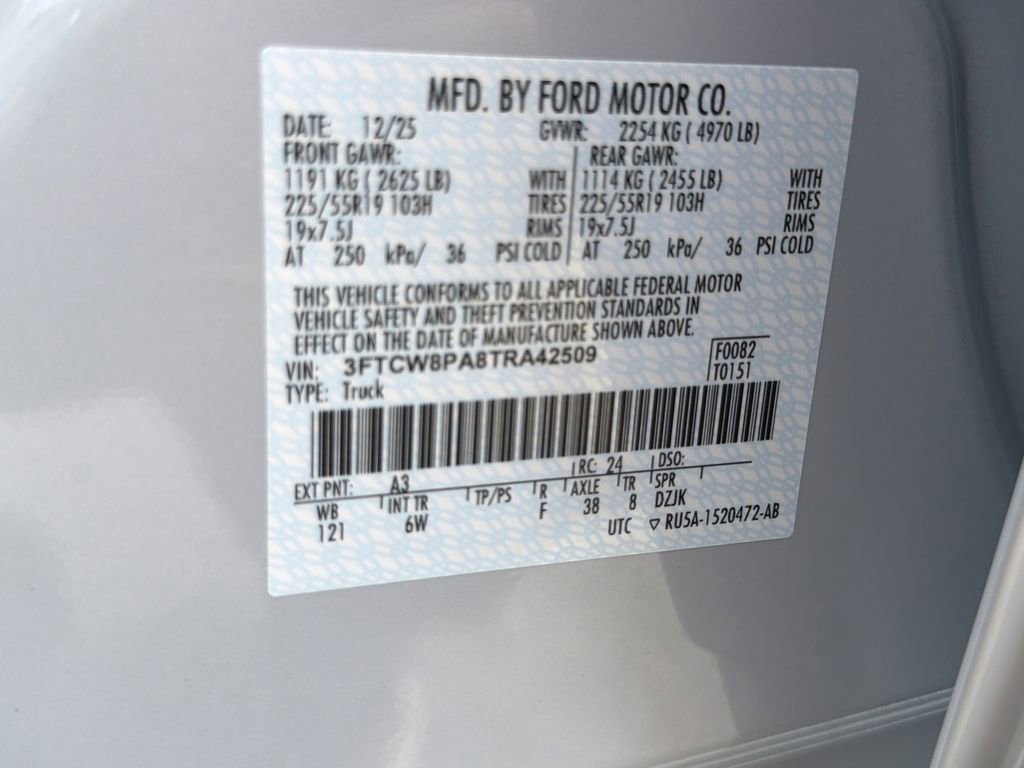 MFD. BY FORD MOTOR CO.
DATE: 12/25 GVWR: 2254 KG ( 4970 LB)
FRONT GAWR: REAR GAWR:
1191 KG ( 2625 LB) WITH 1114 KG ( 2455 LB) WITH
225/55R19 103H TIRES 225/55R19 103H TIRES
19x7.5J RIMS 19x7.5J RIMS
AT 250 kPa/ 36 PSI COLD AT 250 kPa/ 36 PSI COLD
THIS VEHICLE CONFORMS TO ALL APPLICABLE FEDERAL MOTOR
VEHICLE SAFETY AND THEFT PREVENTION STANDARDS IN
EFFECT ON THE DATE OF MANUFACTURE SHOWN ABOVE.
VIN: 3FTCW8PA8TRA42509 F0082
TYPE: Truck T0151
EXT PNT: A3 RC: 24 DSO:
WB INT TR TP/PS R AXLE TR SPR
121 6W F 38 8 DZJK
UTC ▽ RU5A-1520472-AB